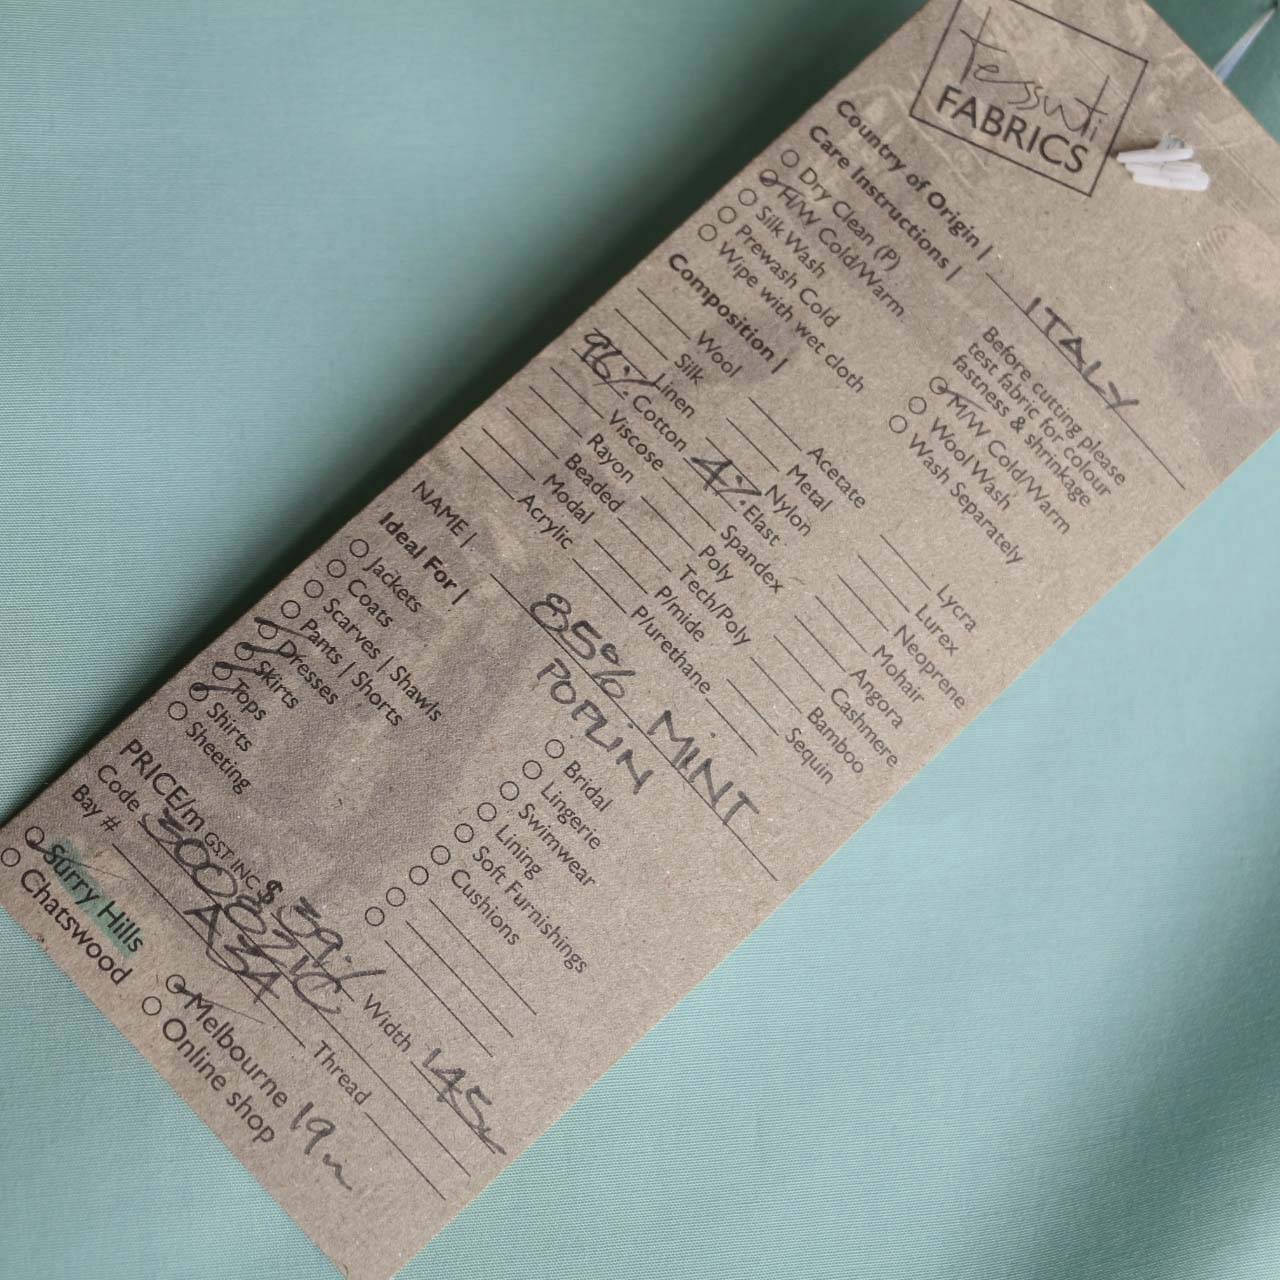 tessuti
FABRICS
Country of Origin | ITALY
Care Instructions |
Before cutting please
test fabric for colour
fastness & shrinkage
Dry Clean (P)
H/W Cold/Warm
Silk Wash
Prewash Cold
Wipe with wet cloth
M/W Cold/Warm
Wool Wash
Wash Separately
Composition |
Wool
Silk
Linen
96% Cotton
Viscose
Rayon
Beaded
Modal
Acrylic
Acetate
Metal
Nylon
4% Elast
Spandex
Poly
Tech/Poly
P/mide
P/urethane
Lycra
Lurex
Neoprene
Mohair
Angora
Cashmere
Bamboo
Sequin
NAME | 85% MINT
POPLIN
Ideal For |
Jackets
Coats
Scarves | Shawls
Pants | Shorts
Dresses
Skirts
Tops
Shirts
Sheeting
Bridal
Lingerie
Swimwear
Lining
Soft Furnishings
Cushions
PRICE/m GST INC $ 39 Width 145
Code
Bay # A34 Thread
Surry Hills
Chatswood
Melbourne 19
Online shop